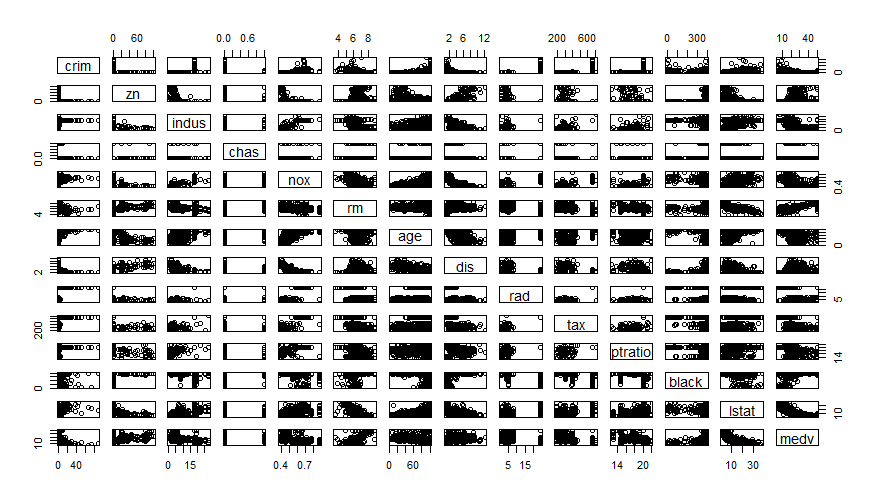 0 60 0.0 0.6 4 6 8 2 6 12 200 600 0 300 10 40
crim 0
0 zn
indus 0
0.0 chas
nox 0.4
4 rm
age 0
2 dis
rad 5
200 tax
ptratio 14
0 black
lstat 10
10 medv
0 40 0 15 0.4 0.7 0 60 5 15 14 20 10 30